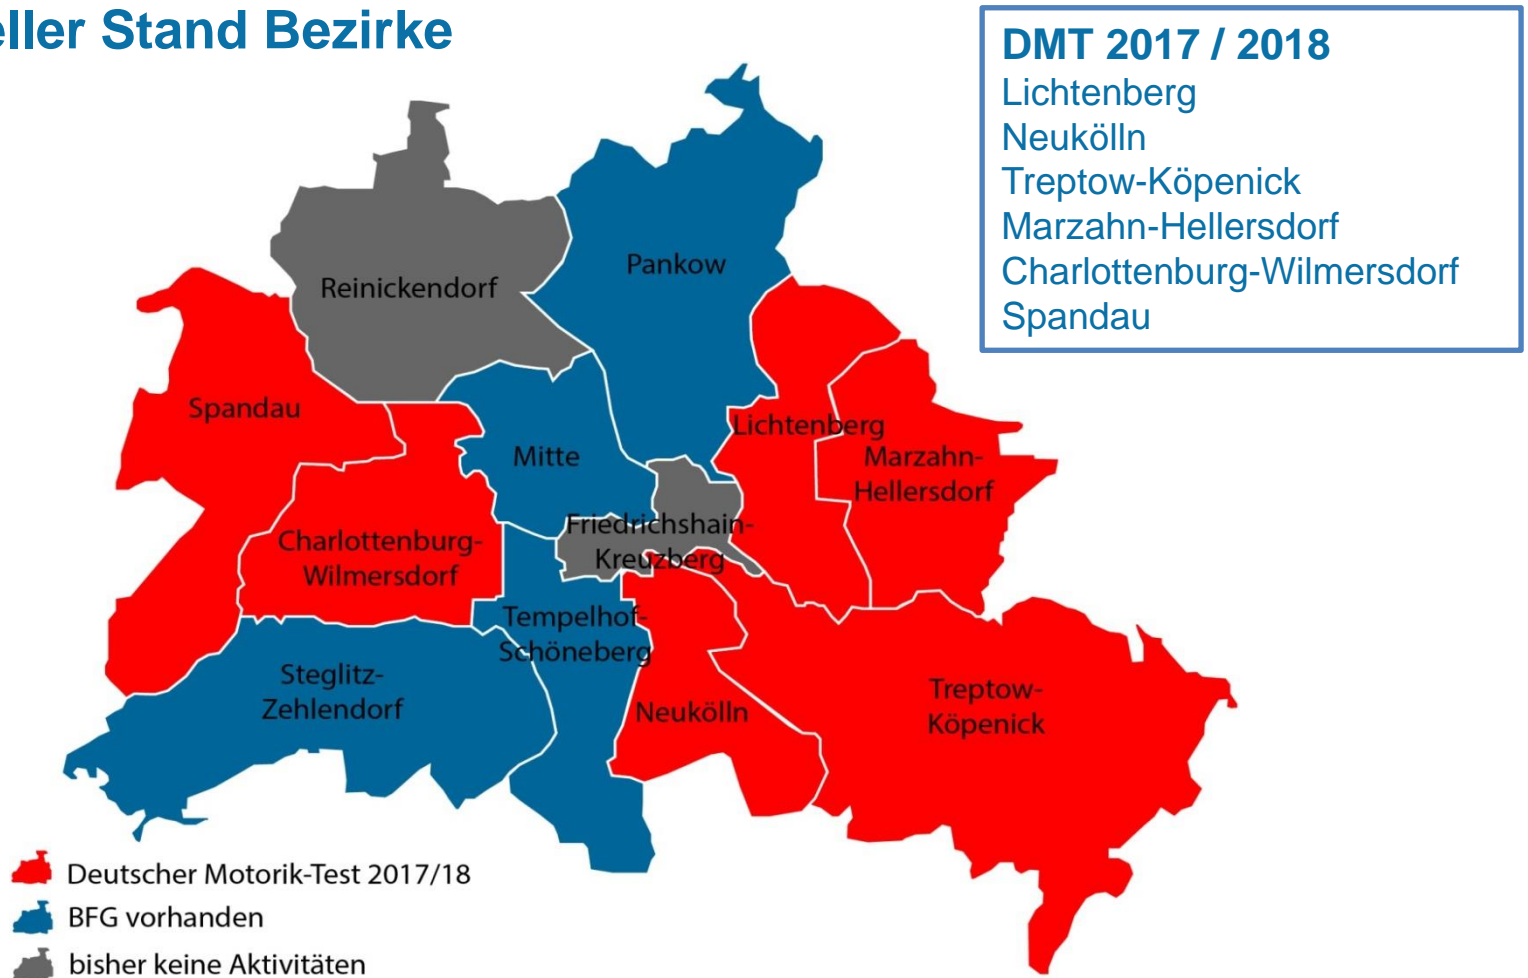 eller Stand Bezirke
DMT 2017 / 2018
Lichtenberg
Neukölln
Treptow-Köpenick
Marzahn-Hellersdorf
Charlottenburg-Wilmersdorf
Spandau
Reinickendorf
Pankow
Spandau
Mitte
Lichtenberg
Marzahn-
Hellersdorf
Charlottenburg-
Wilmersdorf
Friedrichshain-
Kreuzberg
Tempelhof-
Schöneberg
Steglitz-
Zehlendorf
Neukölln
Treptow-
Köpenick
Deutscher Motorik-Test 2017/18
BFG vorhanden
bisher keine Aktivitäten